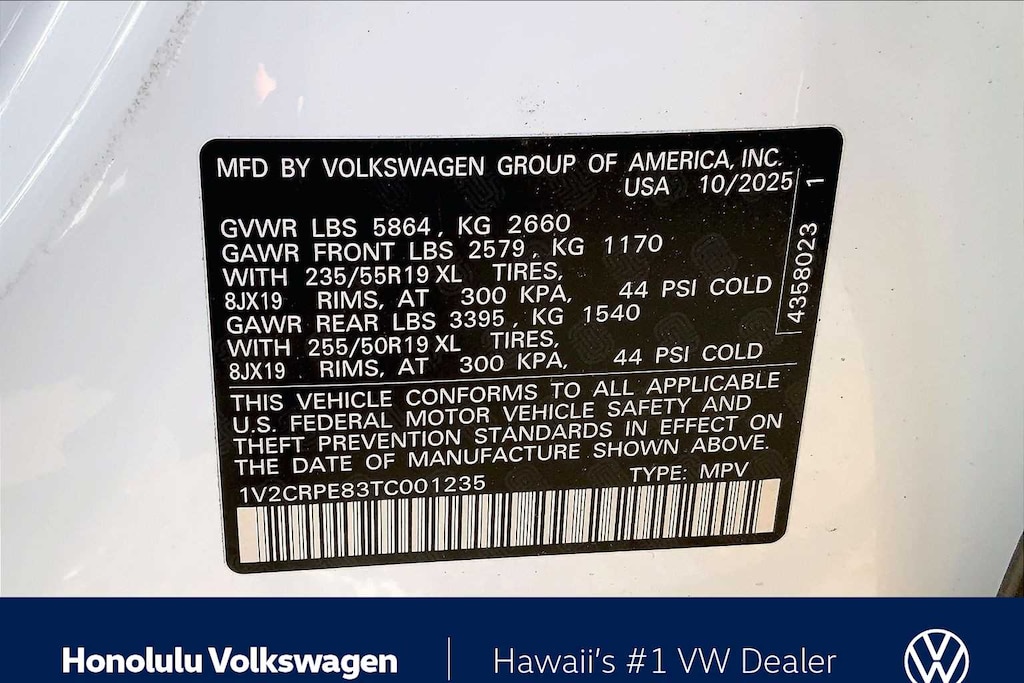 MFD BY VOLKSWAGEN GROUP OF AMERICA, INC.
USA 10/2025
GVWR LBS 5864, KG 2660
GAWR FRONT LBS 2579, KG 1170
WITH 235/55R19 XL TIRES,
8JX19 RIMS, AT 300 KPA, 44 PSI COLD
GAWR REAR LBS 3395, KG 1540
WITH 255/50R19 XL TIRES,
8JX19 RIMS, AT 300 KPA, 44 PSI COLD
4358023 1
THIS VEHICLE CONFORMS TO ALL APPLICABLE
U.S. FEDERAL MOTOR VEHICLE SAFETY AND
THEFT PREVENTION STANDARDS IN EFFECT ON
THE DATE OF MANUFACTURE SHOWN ABOVE.
1V2CRPE83TC001235 TYPE: MPV
Honolulu Volkswagen
Hawaii's #1 VW Dealer